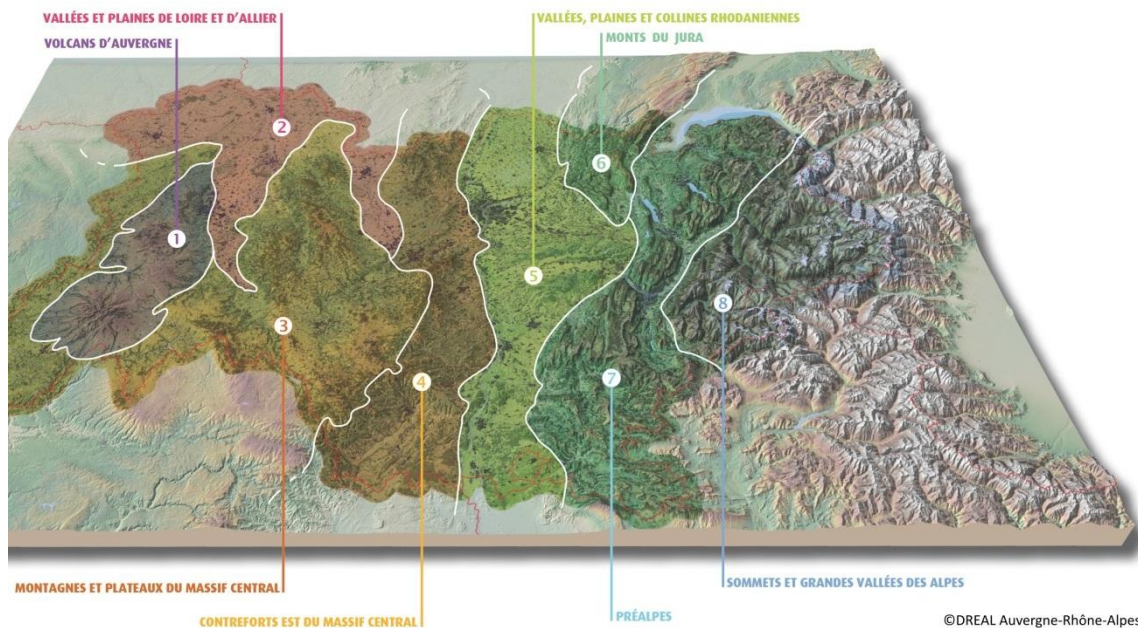 VALLÉES ET PLAINES DE LOIRE ET D'ALLIER
VALLÉES, PLAINES ET COLLINES RHODANIENNES
VOLCANS D'AUVERGNE
MONTS DU JURA
2
6
1
5
8
3
7
4
MONTAGNES ET PLATEAUX DU MASSIF CENTRAL
SOMMETS ET GRANDES VALLÉES DES ALPES
CONTREFORTS EST DU MASSIF CENTRAL
PRÉALPES
©DREAL Auvergne-Rhône-Alpes